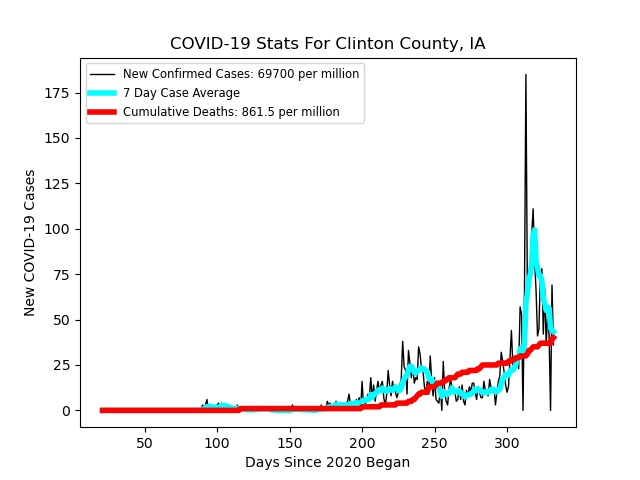 COVID-19 Stats For Clinton County, IA
New Confirmed Cases: 69700 per million
7 Day Case Average
Cumulative Deaths: 861.5 per million
New COVID-19 Cases
175
150
125
100
75
50
25
0
50 100 150 200 250 300
Days Since 2020 Began